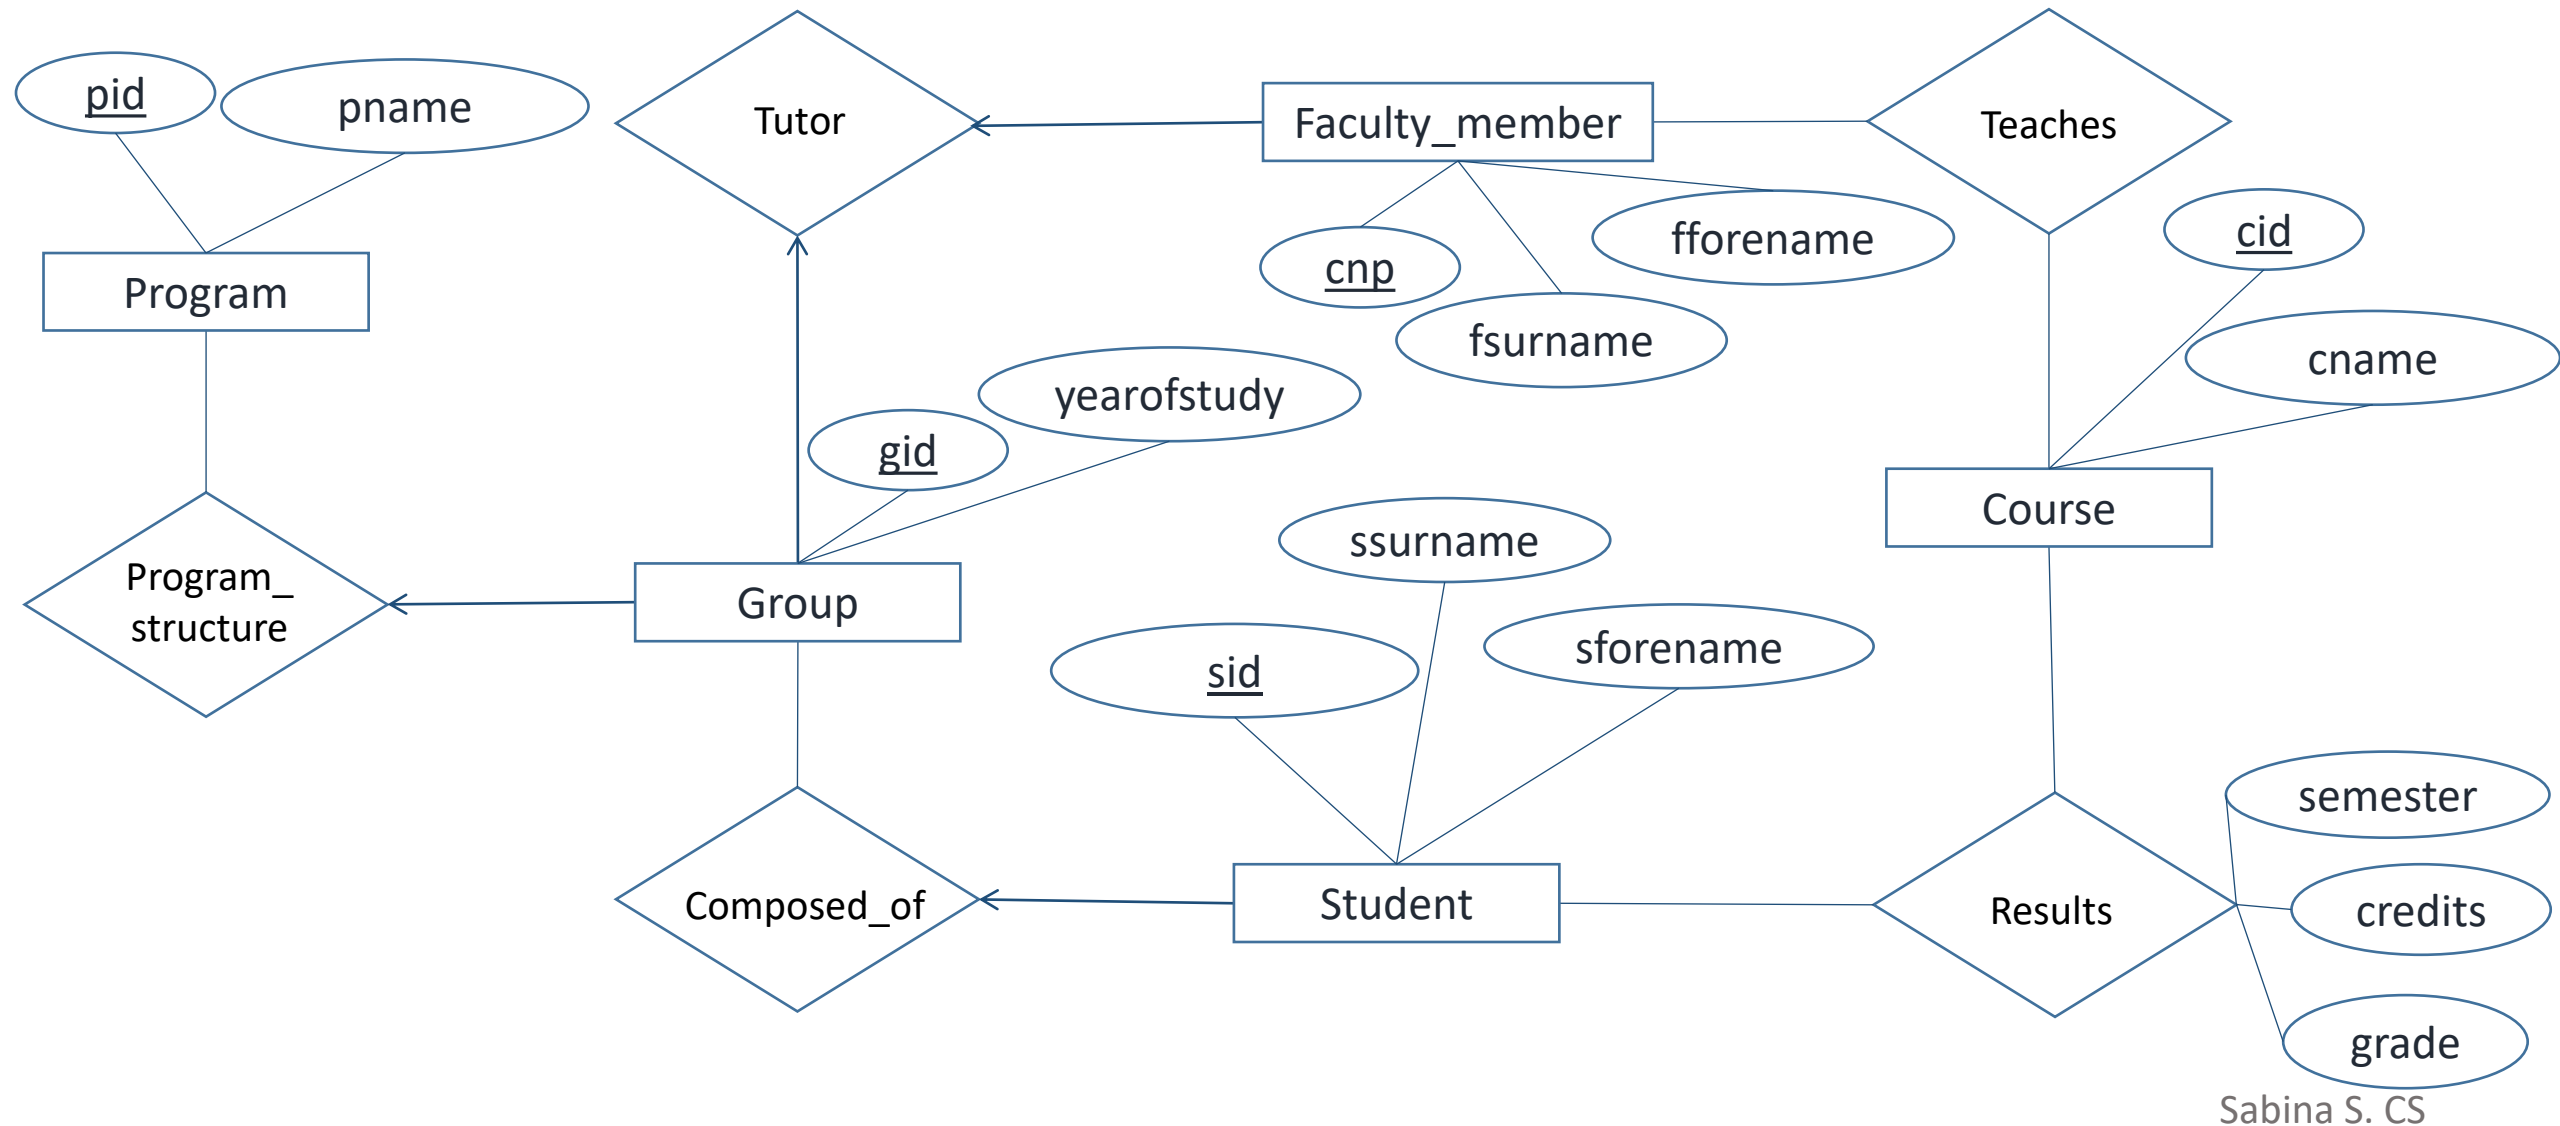 pid
pname
Tutor
Faculty_member
Teaches
cnp
fforename
fsurname
cid
cname
Program
yearofstudy
gid
Course
Program_
structure
Group
ssurname
sforename
sid
semester
Composed_of
Student
Results
credits
grade
Sabina S. CS